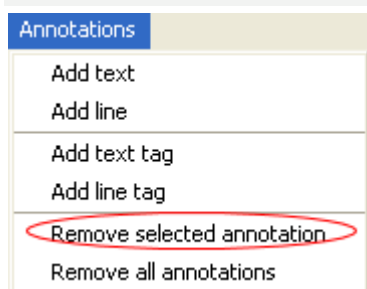 Annotations
Add text
Add line
Add text tag
Add line tag
Remove selected annotation
Remove all annotations